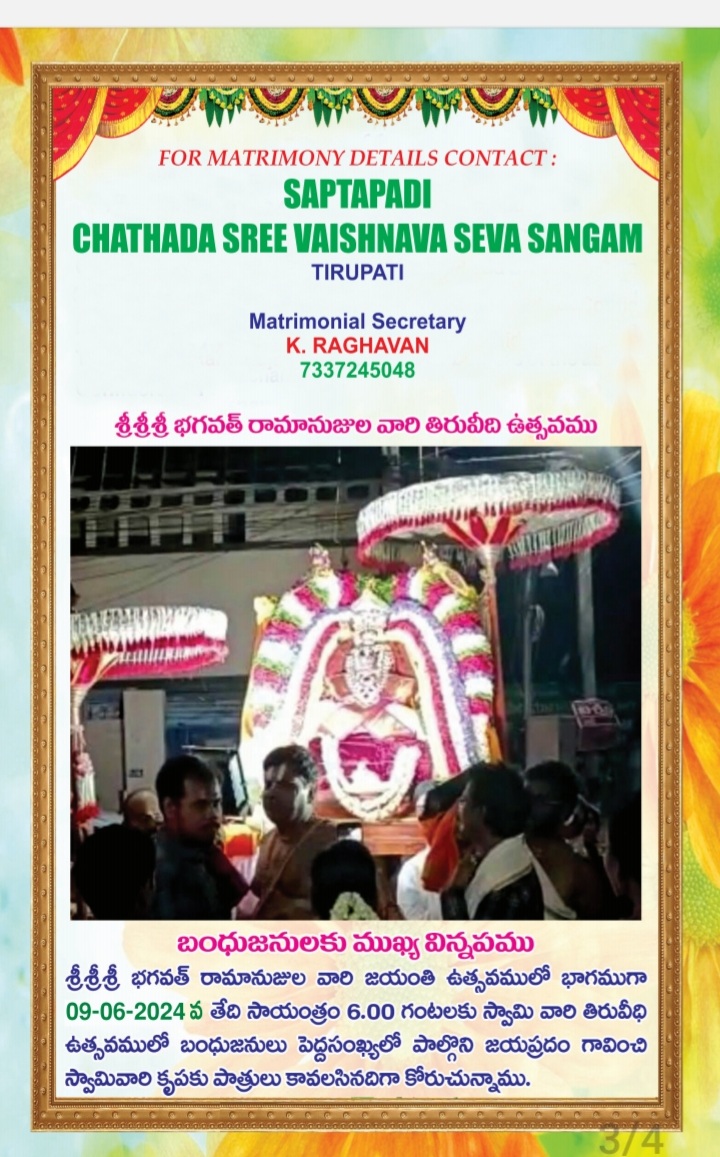 FOR MATRIMONY DETAILS CONTACT :
SAPTAPADI
CHATHADA SREE VAISHNAVA SEVA SANGAM
TIRUPATI
Matrimonial Secretary
K. RAGHAVAN
7337245048
శ్రీశ్రీశ్రీ భగవత్ రామానుజుల వారి తిరువీది ఉత్సవము
బంధుజనులకు ముఖ్య విన్నపము
శ్రీశ్రీశ్రీ భగవత్ రామానుజుల వారి జయంతి ఉత్సవములో భాగముగా
09-06-2024 వ తేది సాయంత్రం 6.00 గంటలకు స్వామి వారి తిరువీధి
ఉత్సవములో బంధుజనులు పెద్దసంఖ్యలో పాల్గొని జయప్రదం గావించి
స్వామివారి కృపకు పాత్రులు కావలసినదిగా కోరుచున్నాము.
3/4